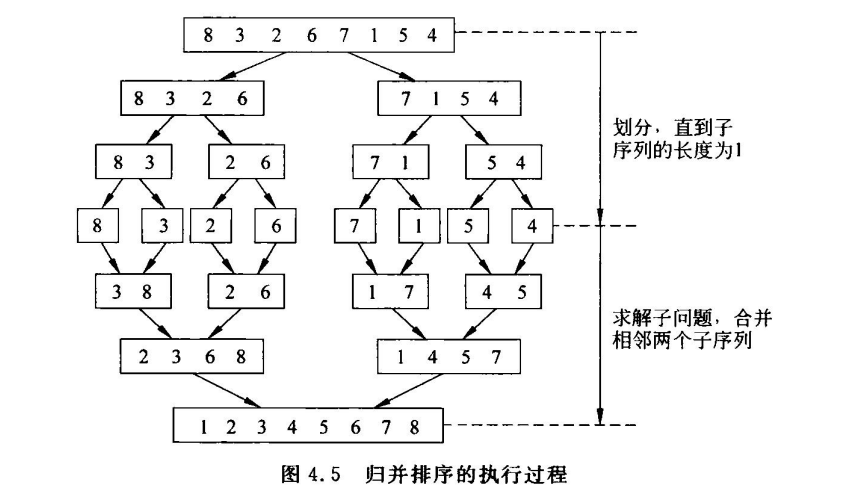 8 3 2 6 7 1 5 4
8 3 2 6
7 1 5 4
划分，直到子
序列的长度为1
8 3
2 6
7 1
5 4
8
3
2
6
7
1
5
4
3 8
2 6
1 7
4 5
求解子问题，合并
相邻两个子序列
2 3 6 8
1 4 5 7
1 2 3 4 5 6 7 8
图 4.5 归并排序的执行过程